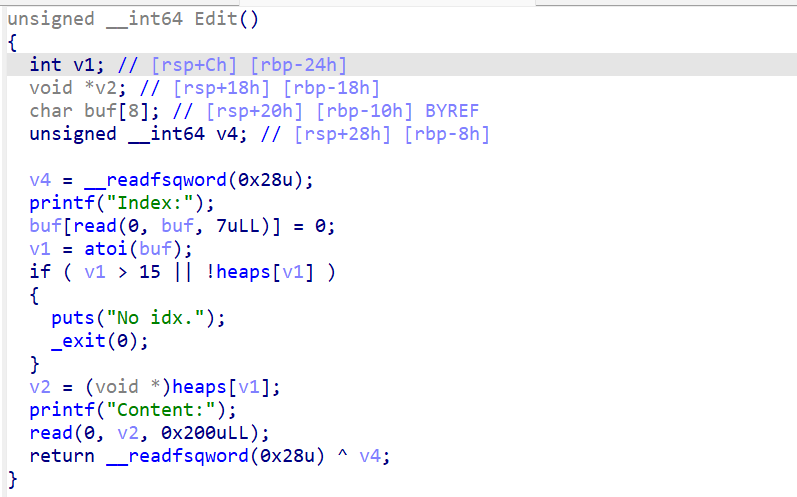 unsigned __int64 Edit()
{
  int v1; // [rsp+Ch] [rbp-24h]
  void *v2; // [rsp+18h] [rbp-18h]
  char buf[8]; // [rsp+20h] [rbp-10h] BYREF
  unsigned __int64 v4; // [rsp+28h] [rbp-8h]

  v4 = __readfsqword(0x28u);
  printf("Index:");
  buf[read(0, buf, 7uLL)] = 0;
  v1 = atoi(buf);
  if ( v1 > 15 || !heaps[v1] )
  {
    puts("No idx.");
    _exit(0);
  }
  v2 = (void *)heaps[v1];
  printf("Content:");
  read(0, v2, 0x200uLL);
  return __readfsqword(0x28u) ^ v4;
}